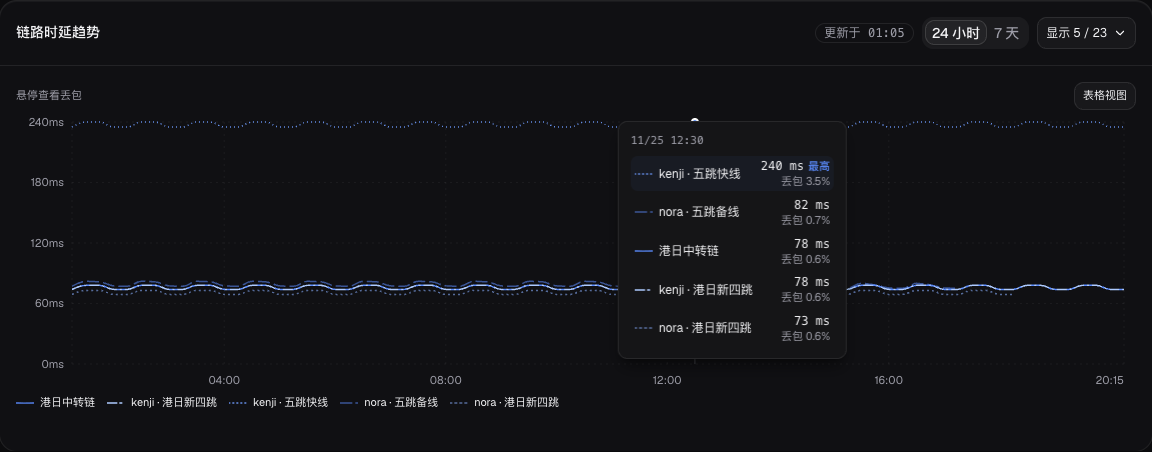 链路时延趋势
更新于 01:05
24 小时
7 天
显示 5 / 23
悬停查看丢包
表格视图
240ms
180ms
120ms
60ms
0ms
11/25 12:30
kenji · 五跳快线 240 ms 最高
丢包 3.5%
nora · 五跳备线 82 ms
丢包 0.7%
港日中转链 78 ms
丢包 0.6%
kenji · 港日新四跳 78 ms
丢包 0.6%
nora · 港日新四跳 73 ms
丢包 0.6%
04:00 08:00 12:00 16:00 20:15
港日中转链 kenji · 港日新四跳 kenji · 五跳快线 nora · 五跳备线 nora · 港日新四跳